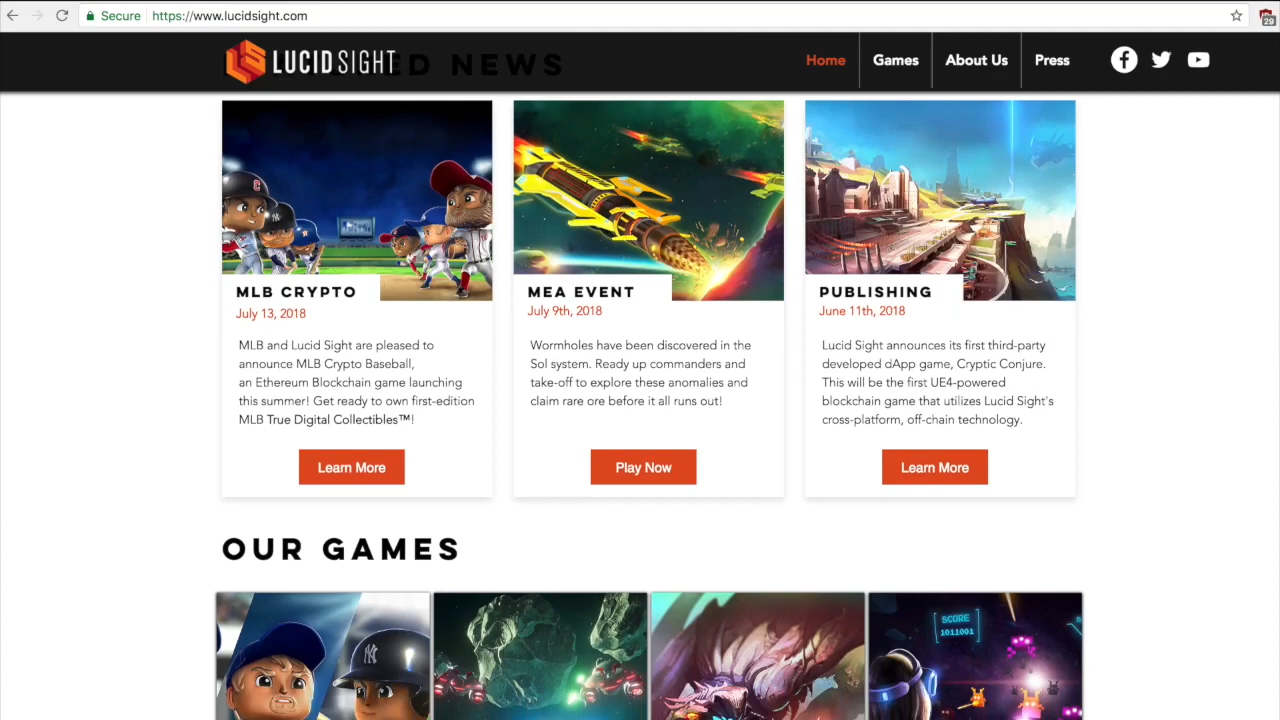 Secure
https://www.lucidsight.com
29
LUCIDSIGHT
ED NEWS
Home
Games
About Us
Press
MLB CRYPTO
July 13, 2018
MLB and Lucid Sight are pleased to
announce MLB Crypto Baseball,
an Ethereum Blockchain game launching
this summer! Get ready to own first-edition
MLB True Digital Collectibles™!
Learn More
MEA EVENT
July 9th, 2018
Wormholes have been discovered in the
Sol system. Ready up commanders and
take-off to explore these anomalies and
claim rare ore before it all runs out!
Play Now
PUBLISHING
June 11th, 2018
Lucid Sight announces its first third-party
developed dApp game, Cryptic Conjure.
This will be the first UE4-powered
blockchain game that utilizes Lucid Sight's
cross-platform, off-chain technology.
Learn More
OUR GAMES
SCORE
1011001